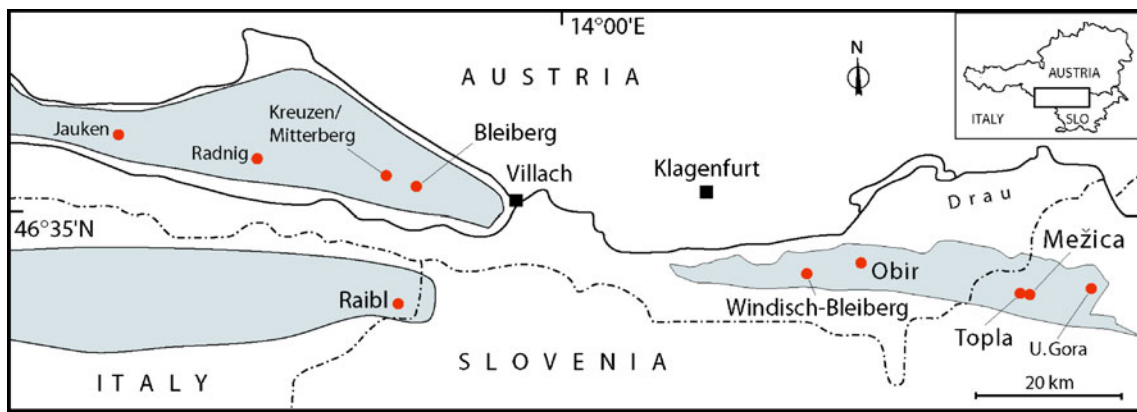 14°00'E
N
AUSTRIA
AUSTRIA
ITALY
SLO
Kreuzen/
Mitterberg
Jauken
Radnig
Bleiberg
Villach
Klagenfurt
Drau
46°35'N
Mežica
Obir
Raibl
Windisch-Bleiberg
Topla
U.Gora
SLOVENIA
ITALY
20 km